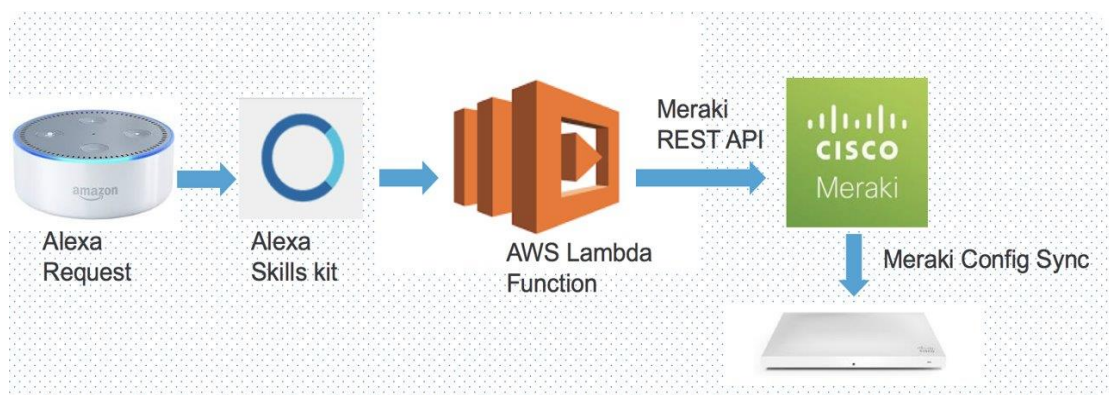 amazon
Alexa
Request
Alexa
Skills kit
AWS Lambda
Function
Meraki
REST API
CISCO
Meraki
Meraki Config Sync